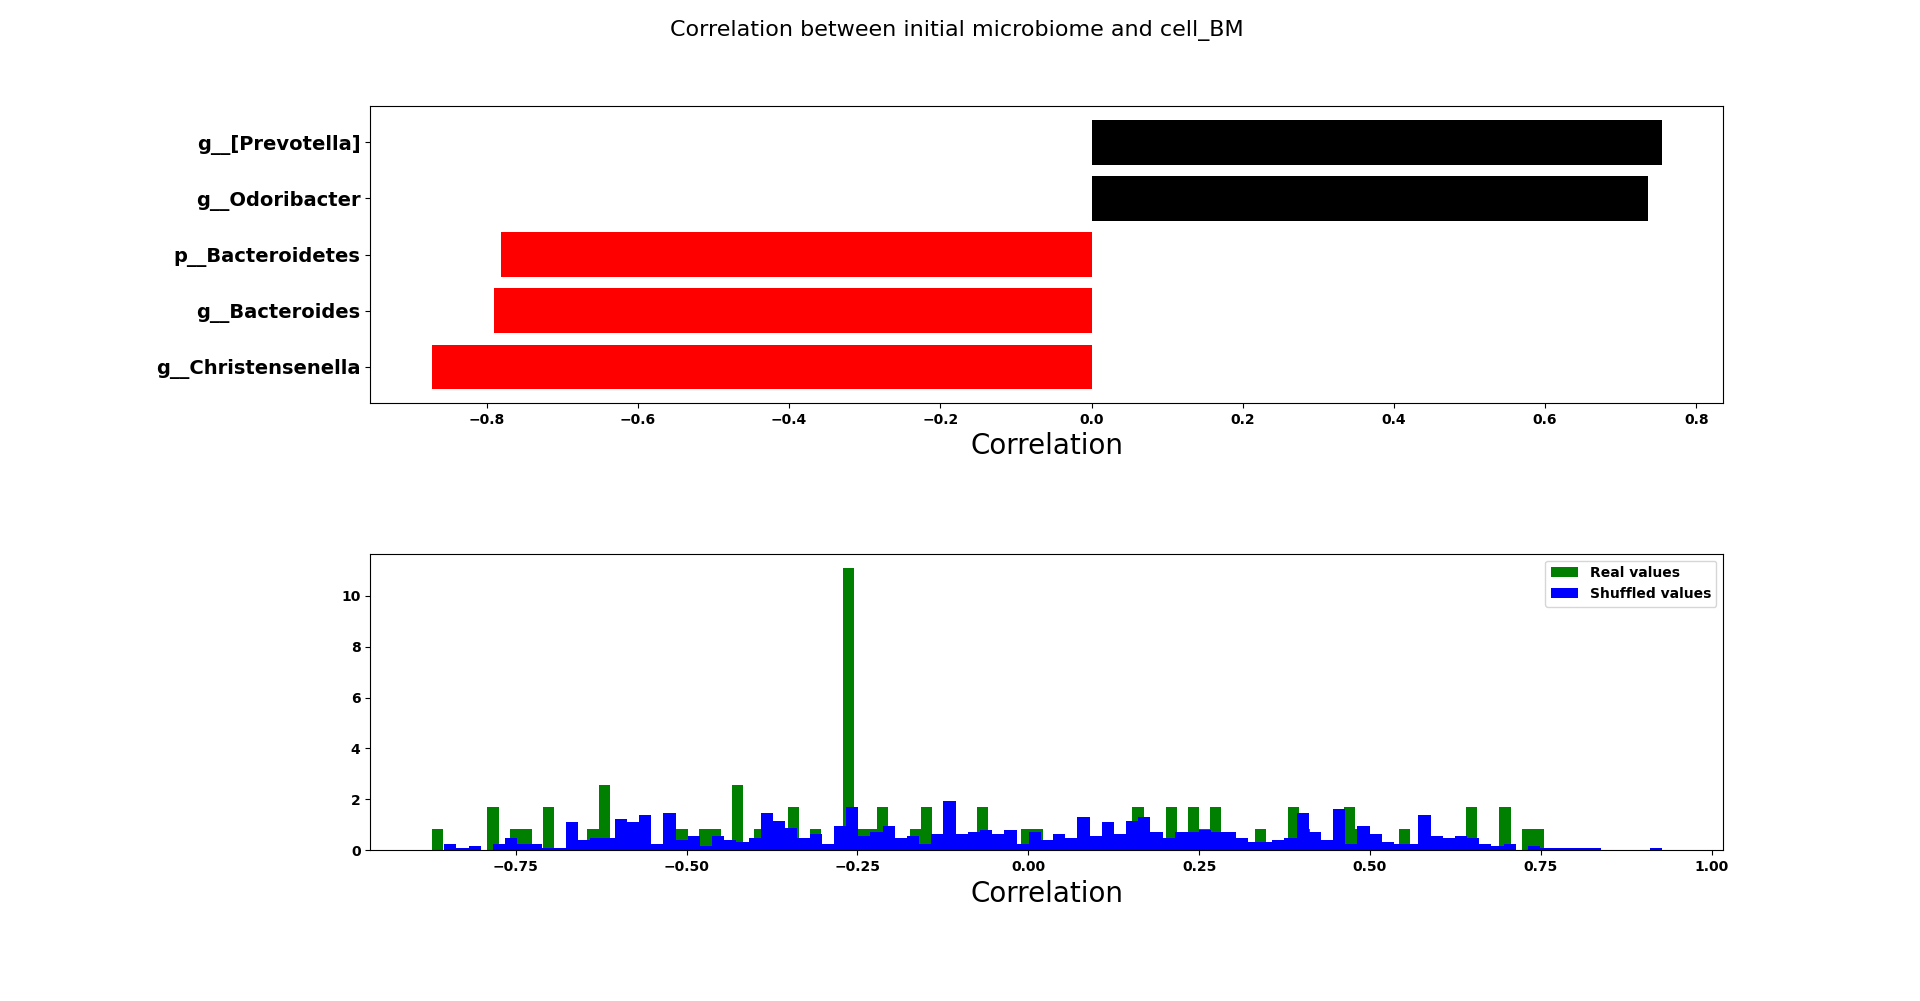 Correlation between initial microbiome and cell_BM
g__[Prevotella]
g__Odoribacter
p__Bacteroidetes
g__Bacteroides
g__Christensenella
−0.8 −0.6 −0.4 −0.2 0.0 0.2 0.4 0.6 0.8
Correlation
Real values
Shuffled values
10
8
6
4
2
0
−0.75 −0.50 −0.25 0.00 0.25 0.50 0.75 1.00
Correlation